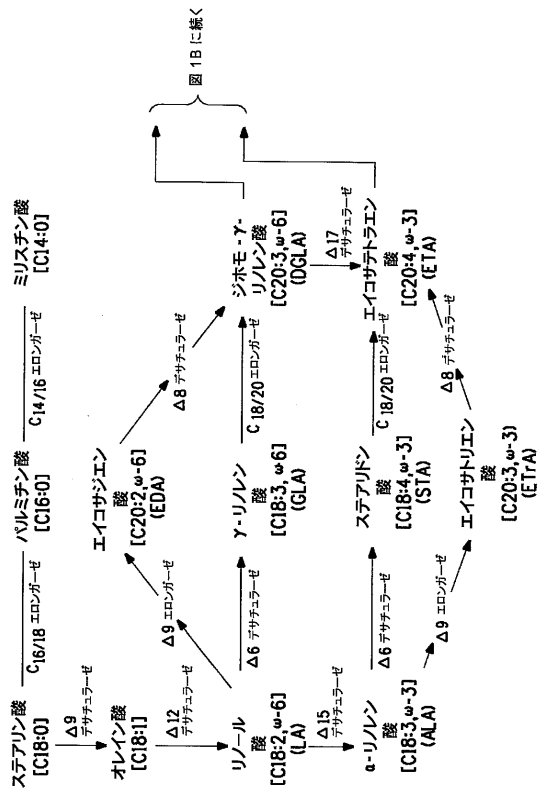 ステアリン酸
[C18:0]
C16/18 エロンガーゼ
パルミチン酸
[C16:0]
C14/16 エロンガーゼ
ミリスチン酸
[C14:0]
Δ9
デサチュラーゼ
オレイン酸
[C18:1]
Δ12
デサチュラーゼ
エイコサジエン
酸
[C20:2,ω-6]
(EDA)
Δ9 エロンガーゼ
Δ8 デサチュラーゼ
リノール
酸
[C18:2,ω-6]
(LA)
Δ6 デサチュラーゼ
γ-リノレン
酸
[C18:3, ω-6]
(GLA)
C 18/20 エロンガーゼ
ジホモ-γ-
リノレン酸
[C20:3,ω-6]
(DGLA)
図 1B に続く
Δ15
デサチュラーゼ
Δ17
デサチュラーゼ
α-リノレン
酸
[C18:3,ω-3]
(ALA)
Δ6 デサチュラーゼ
ステアリドン
酸
[C18:4,ω-3]
(STA)
C 18/20 エロンガーゼ
エイコサテトラエン
酸
[C20:4,ω-3]
(ETA)
Δ9 エロンガーゼ
エイコサトリエン
酸
[C20:3,ω-3)
(ETrA)
Δ8 デサチュラーゼ